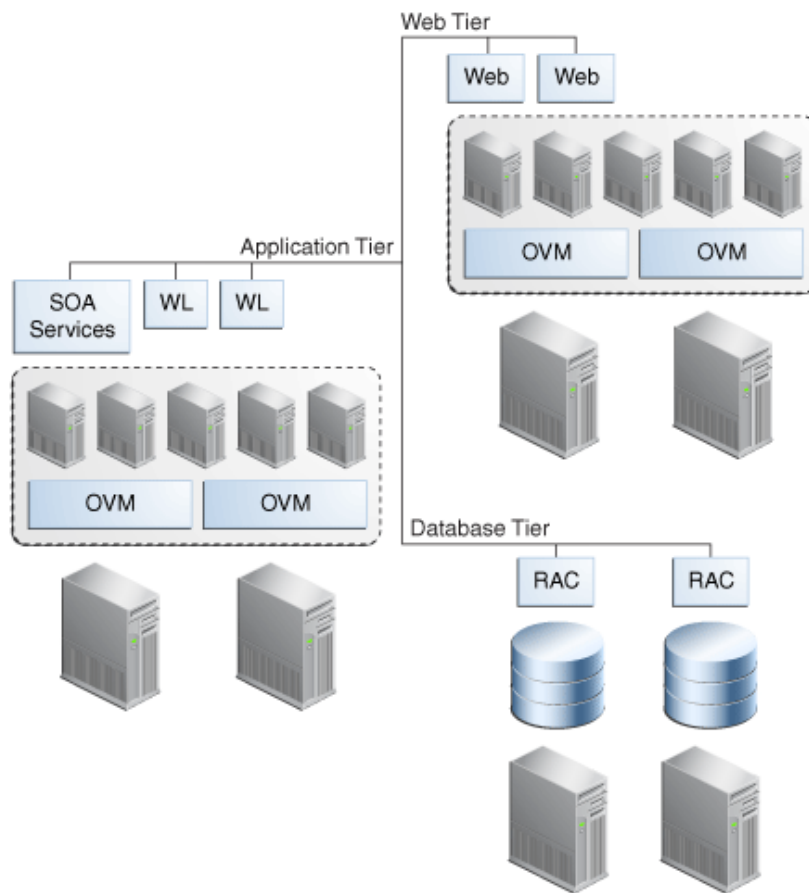 Web Tier
Web
Web
OVM
OVM
Application Tier
SOA
Services
WL
WL
OVM
OVM
Database Tier
RAC
RAC